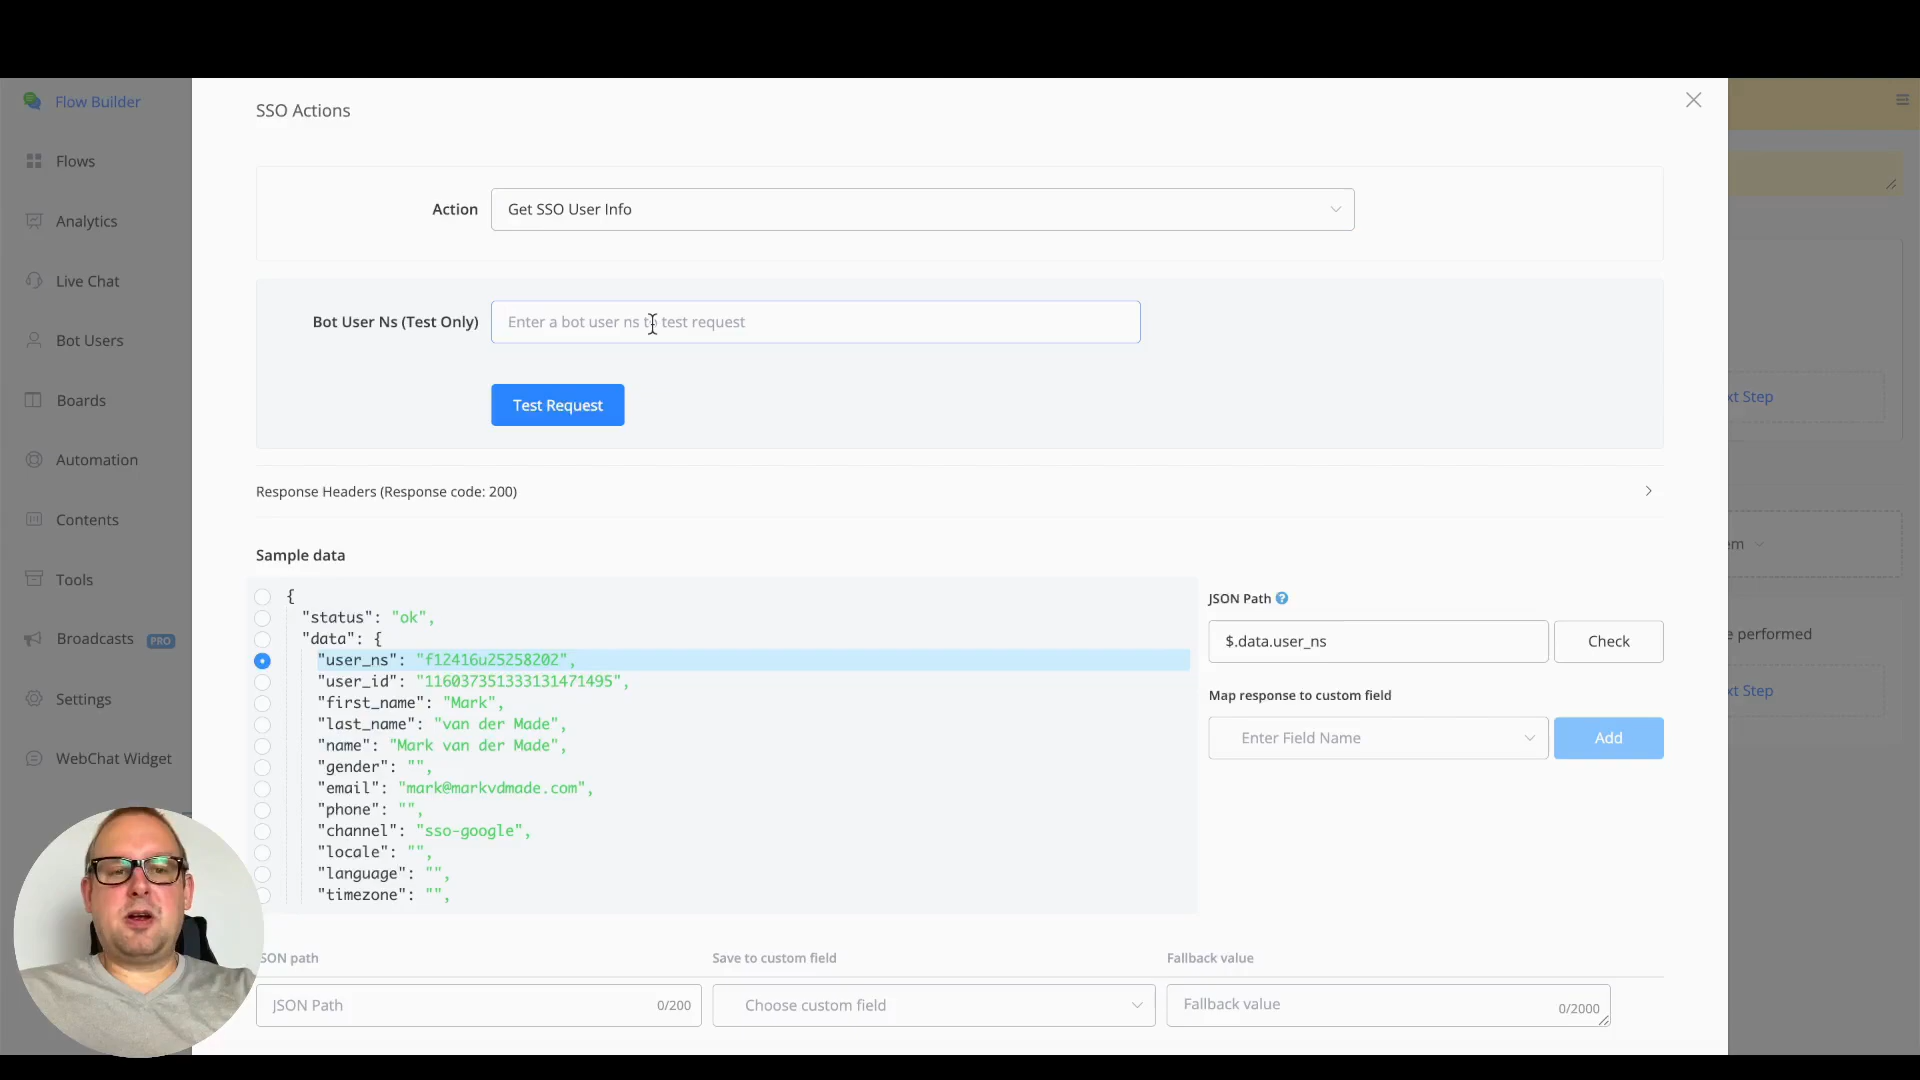 SSO Actions
Flow Builder
Flows
Analytics
Live Chat
Bot Users
Boards
Automation
Contents
Tools
Broadcasts PRO
Settings
WebChat Widget
Action
Get SSO User Info
Bot User Ns (Test Only)
Enter a bot user ns to test request
Test Request
Response Headers (Response code: 200)
Sample data
{
"status": "ok",
"data": {
"user_ns": "f12416u25258202",
"user_id": "116037351333131471495",
"first_name": "Mark",
"last_name": "van der Made",
"name": "Mark van der Made",
"gender": "",
"email": "mark@markvdmade.com",
"phone": "",
"channel": "sso-google",
"locale": "",
"language": "",
"timezone": "",
JSON Path
$.data.user_ns
Check
Map response to custom field
Enter Field Name
Add
SON path
Save to custom field
Fallback value
JSON Path
0/200
Choose custom field
Fallback value
0/2000
xt Step
em
e performed
xt Step